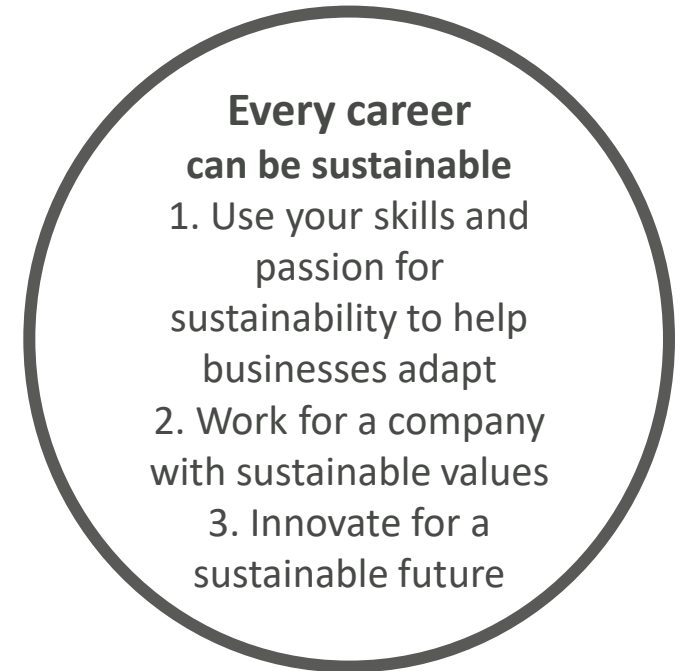 Every career
can be sustainable
1. Use your skills and
passion for
sustainability to help
businesses adapt
2. Work for a company
with sustainable values
3. Innovate for a
sustainable future